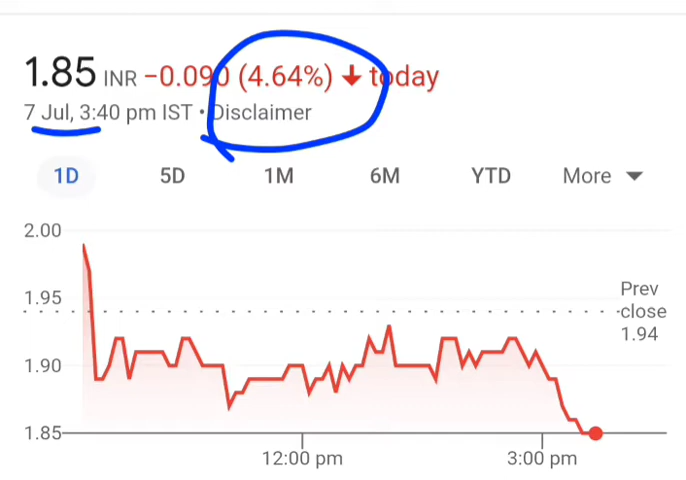 1.85 INR −0.090 (4.64%) ↓ today
7 Jul, 3:40 pm IST • Disclaimer
1D 5D 1M 6M YTD More
2.00
1.95
Prev
close
1.94
1.90
1.85
12:00 pm 3:00 pm